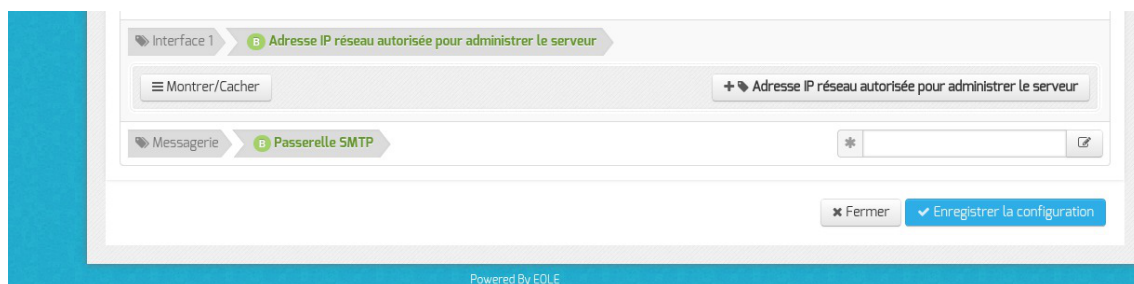 Interface 1 B Adresse IP réseau autorisée pour administrer le serveur
Montrer/Cacher + Adresse IP réseau autorisée pour administrer le serveur
Messagerie B Passerelle SMTP *
Fermer Enregistrer la configuration
Powered By EOLE